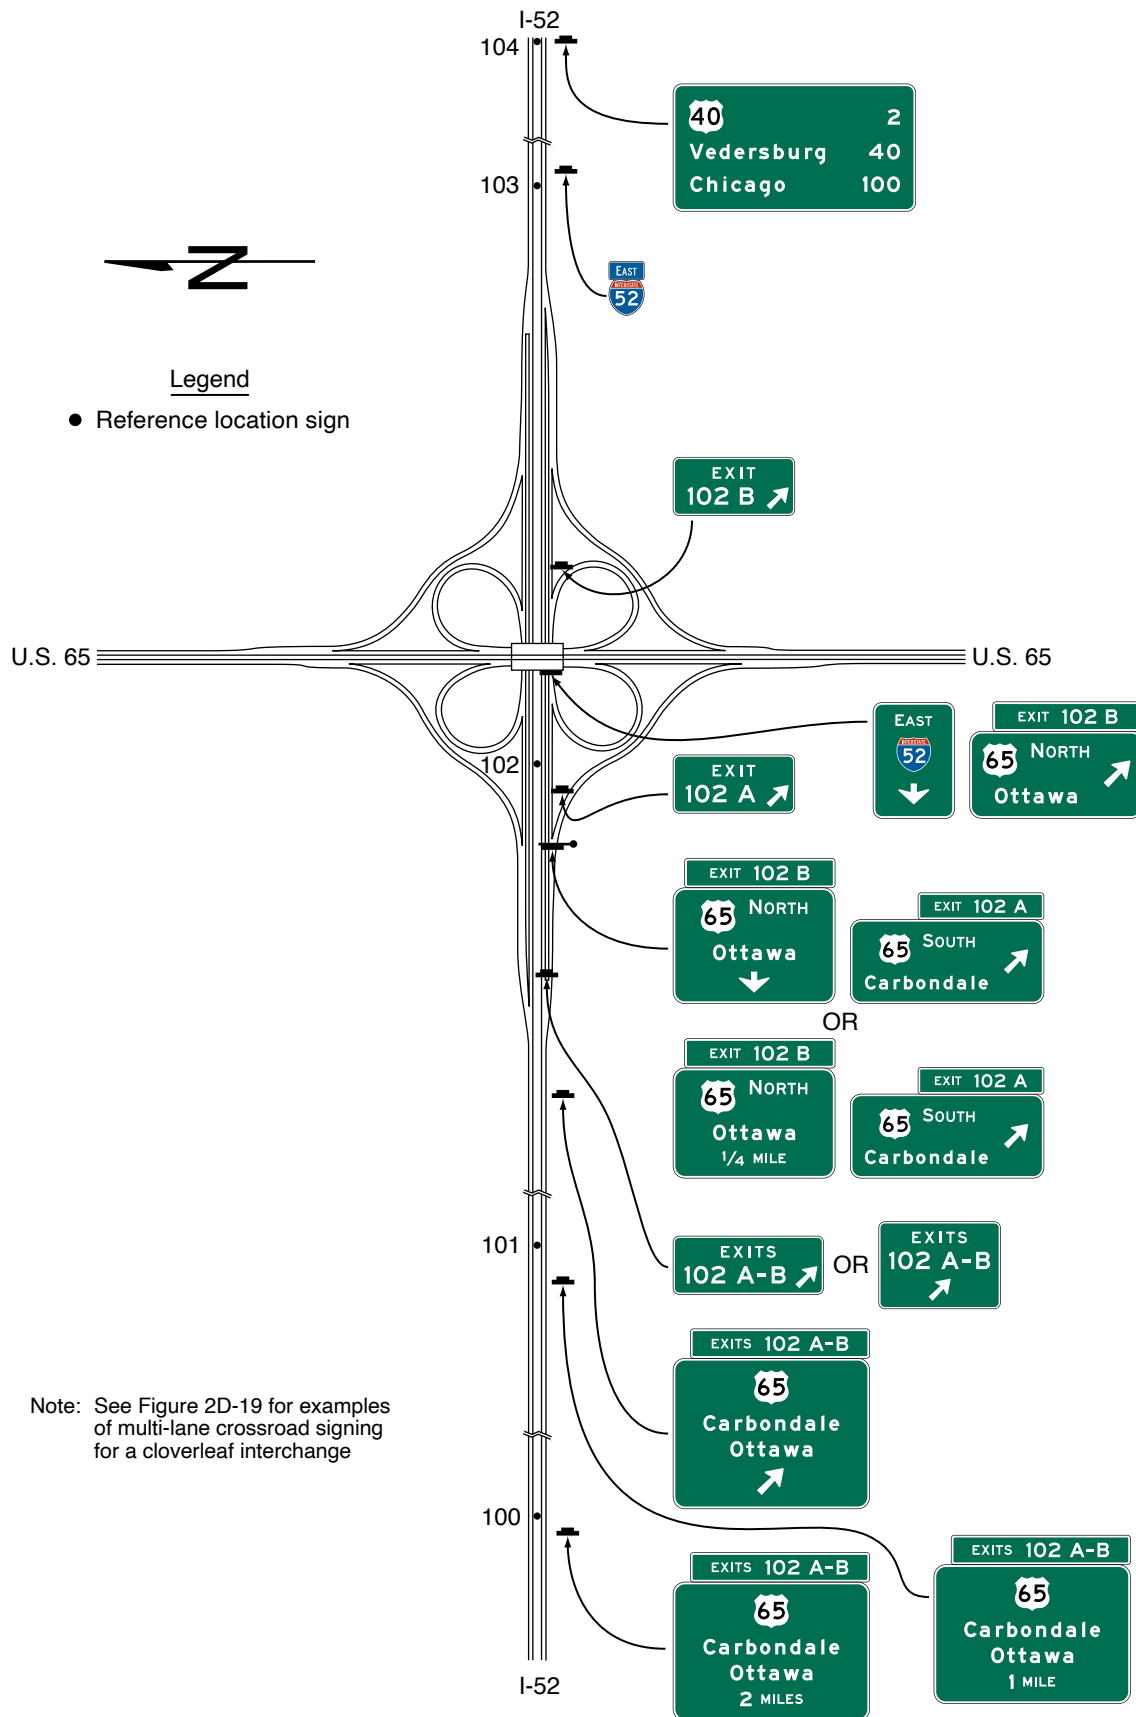 I-52
104
40 2
Vedersburg 40
Chicago 100
103
N
EAST
INTERSTATE
52
Legend
Reference location sign
EXIT
102 B
U.S. 65
U.S. 65
EAST
INTERSTATE
52
EXIT 102 B
65 NORTH
Ottawa
102
EXIT
102 A
EXIT 102 B
65 NORTH
Ottawa
EXIT 102 A
65 SOUTH
Carbondale
OR
EXIT 102 B
65 NORTH
Ottawa
1/4 MILE
EXIT 102 A
65 SOUTH
Carbondale
101
EXITS
102 A-B
OR
EXITS
102 A-B
EXITS 102 A-B
65
Carbondale
Ottawa
Note: See Figure 2D-19 for examples
of multi-lane crossroad signing
for a cloverleaf interchange
100
EXITS 102 A-B
65
Carbondale
Ottawa
2 MILES
EXITS 102 A-B
65
Carbondale
Ottawa
1 MILE
I-52